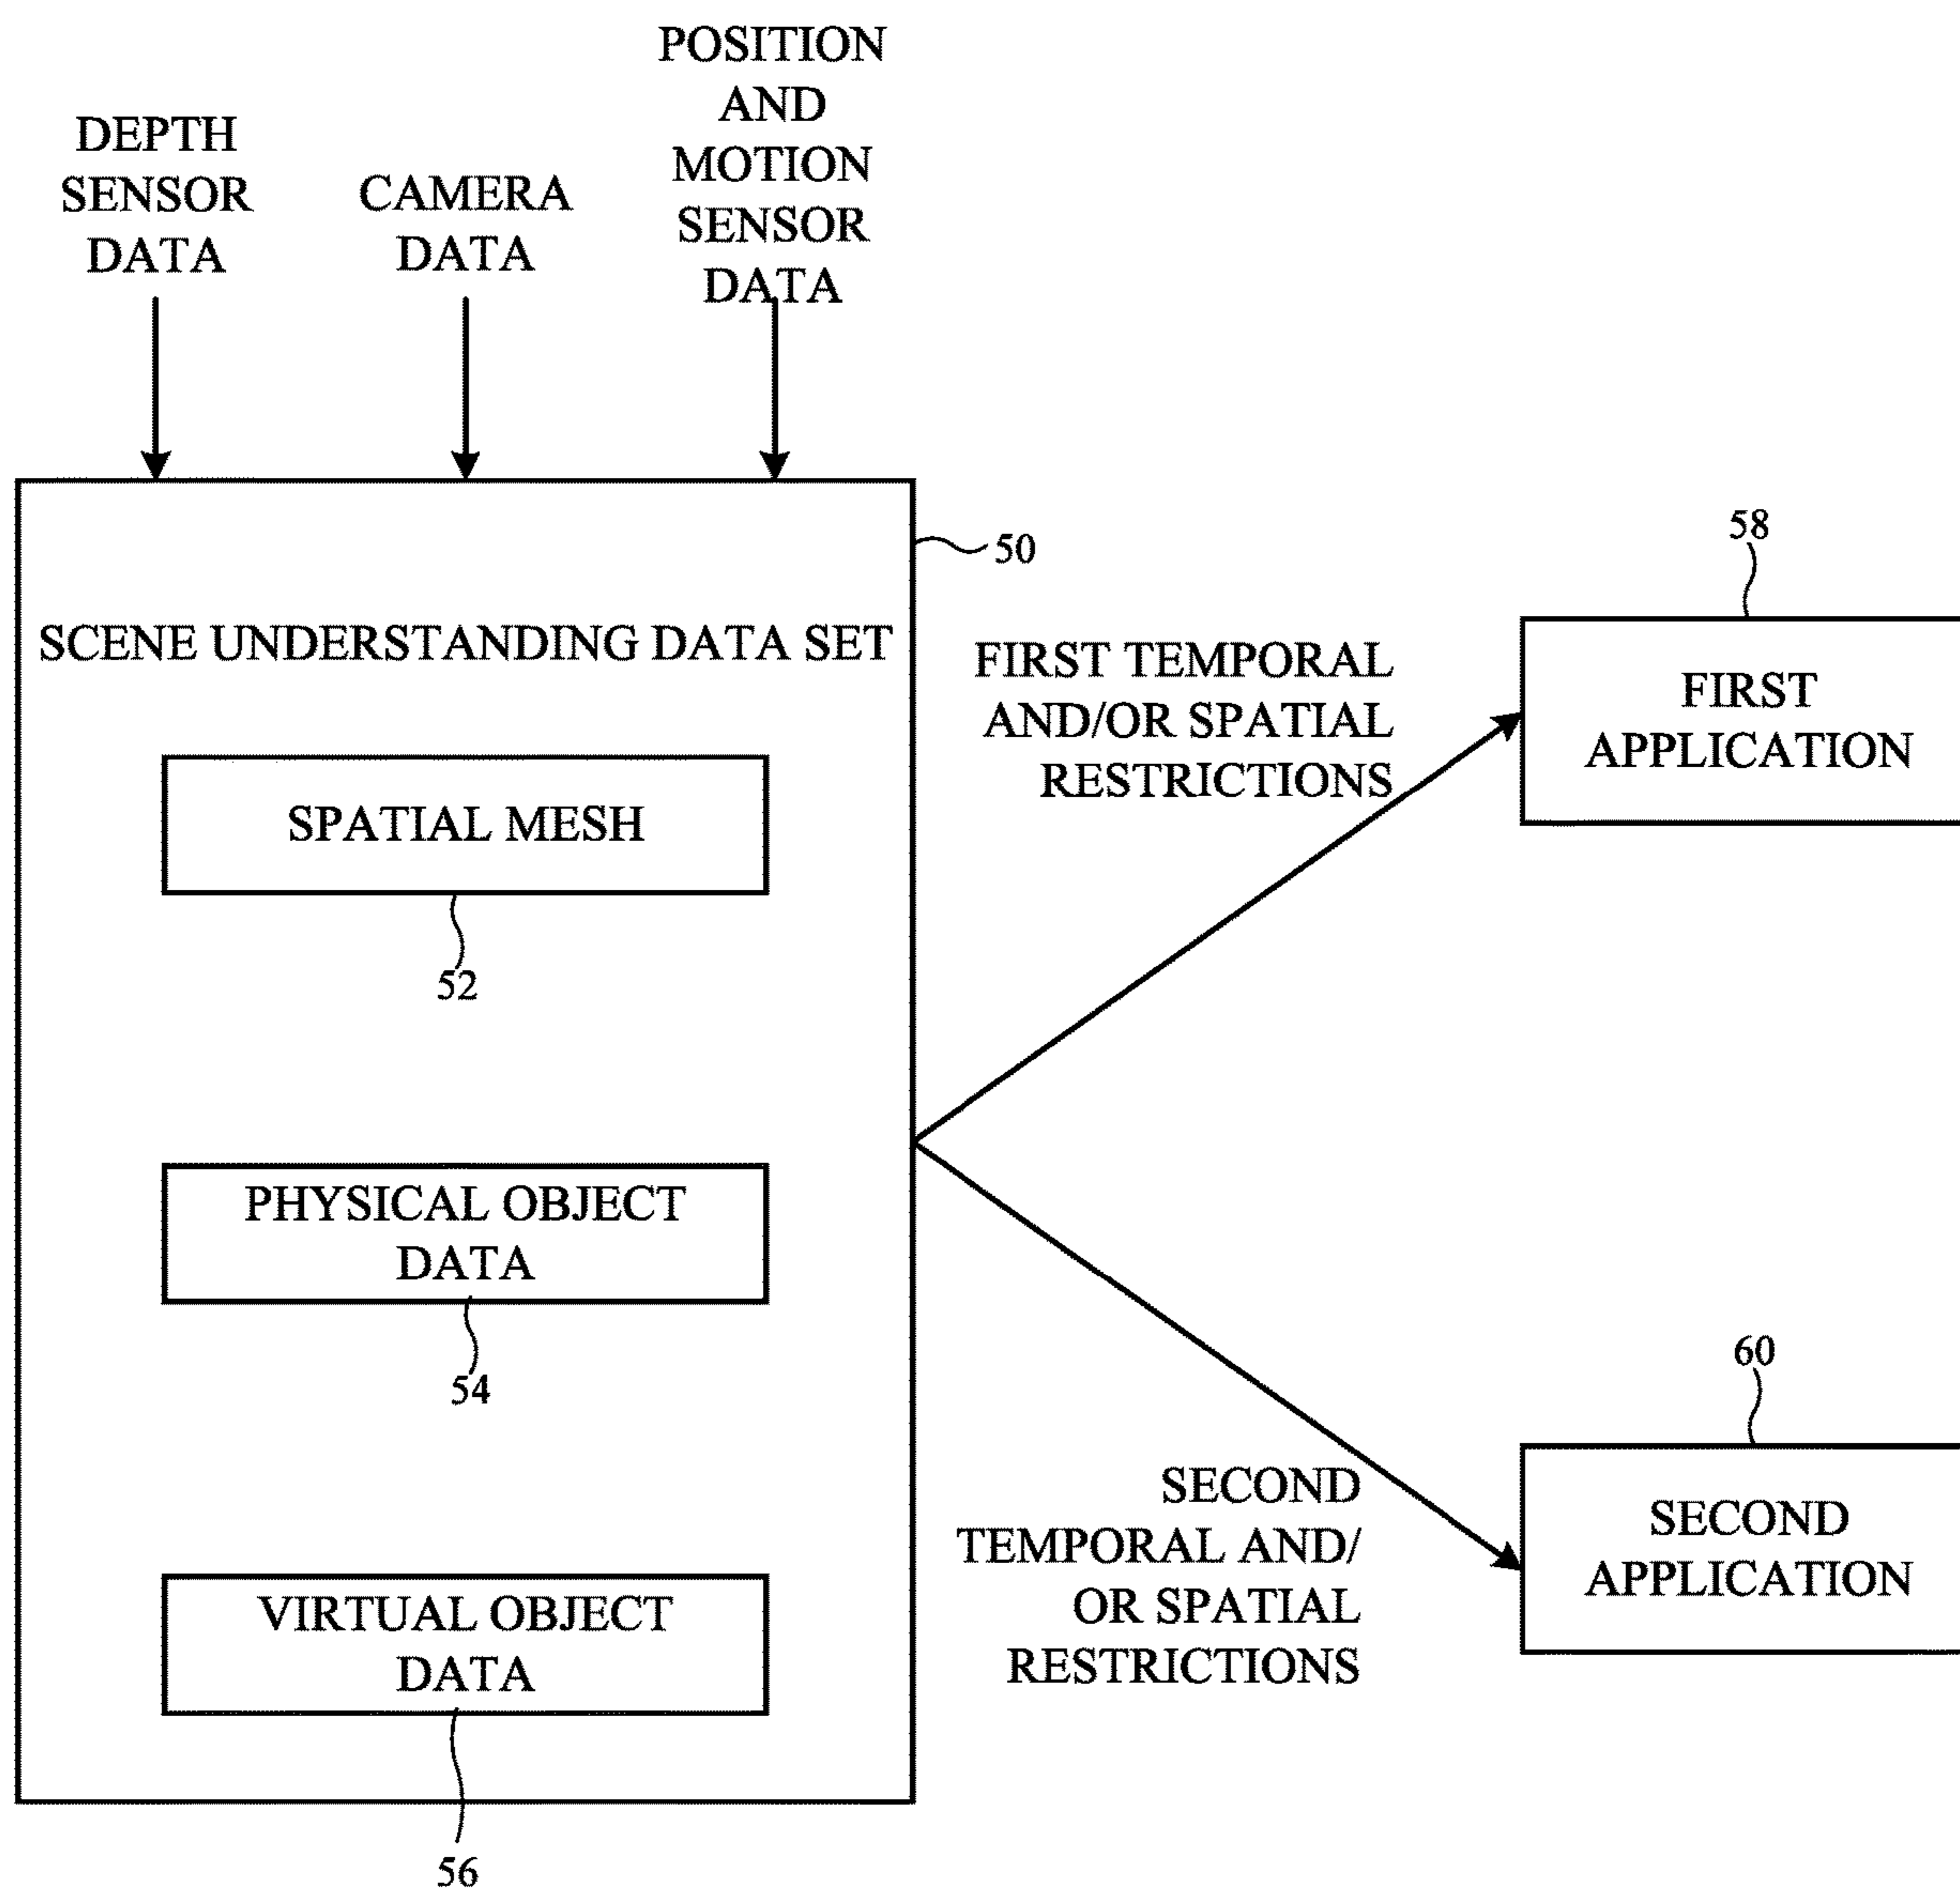 DEPTH
SENSOR
DATA
CAMERA
DATA
POSITION
AND
MOTION
SENSOR
DATA
50
SCENE UNDERSTANDING DATA SET
SPATIAL MESH
52
PHYSICAL OBJECT
DATA
54
VIRTUAL OBJECT
DATA
56
FIRST TEMPORAL
AND/OR SPATIAL
RESTRICTIONS
58
FIRST
APPLICATION
SECOND
TEMPORAL AND/
OR SPATIAL
RESTRICTIONS
60
SECOND
APPLICATION